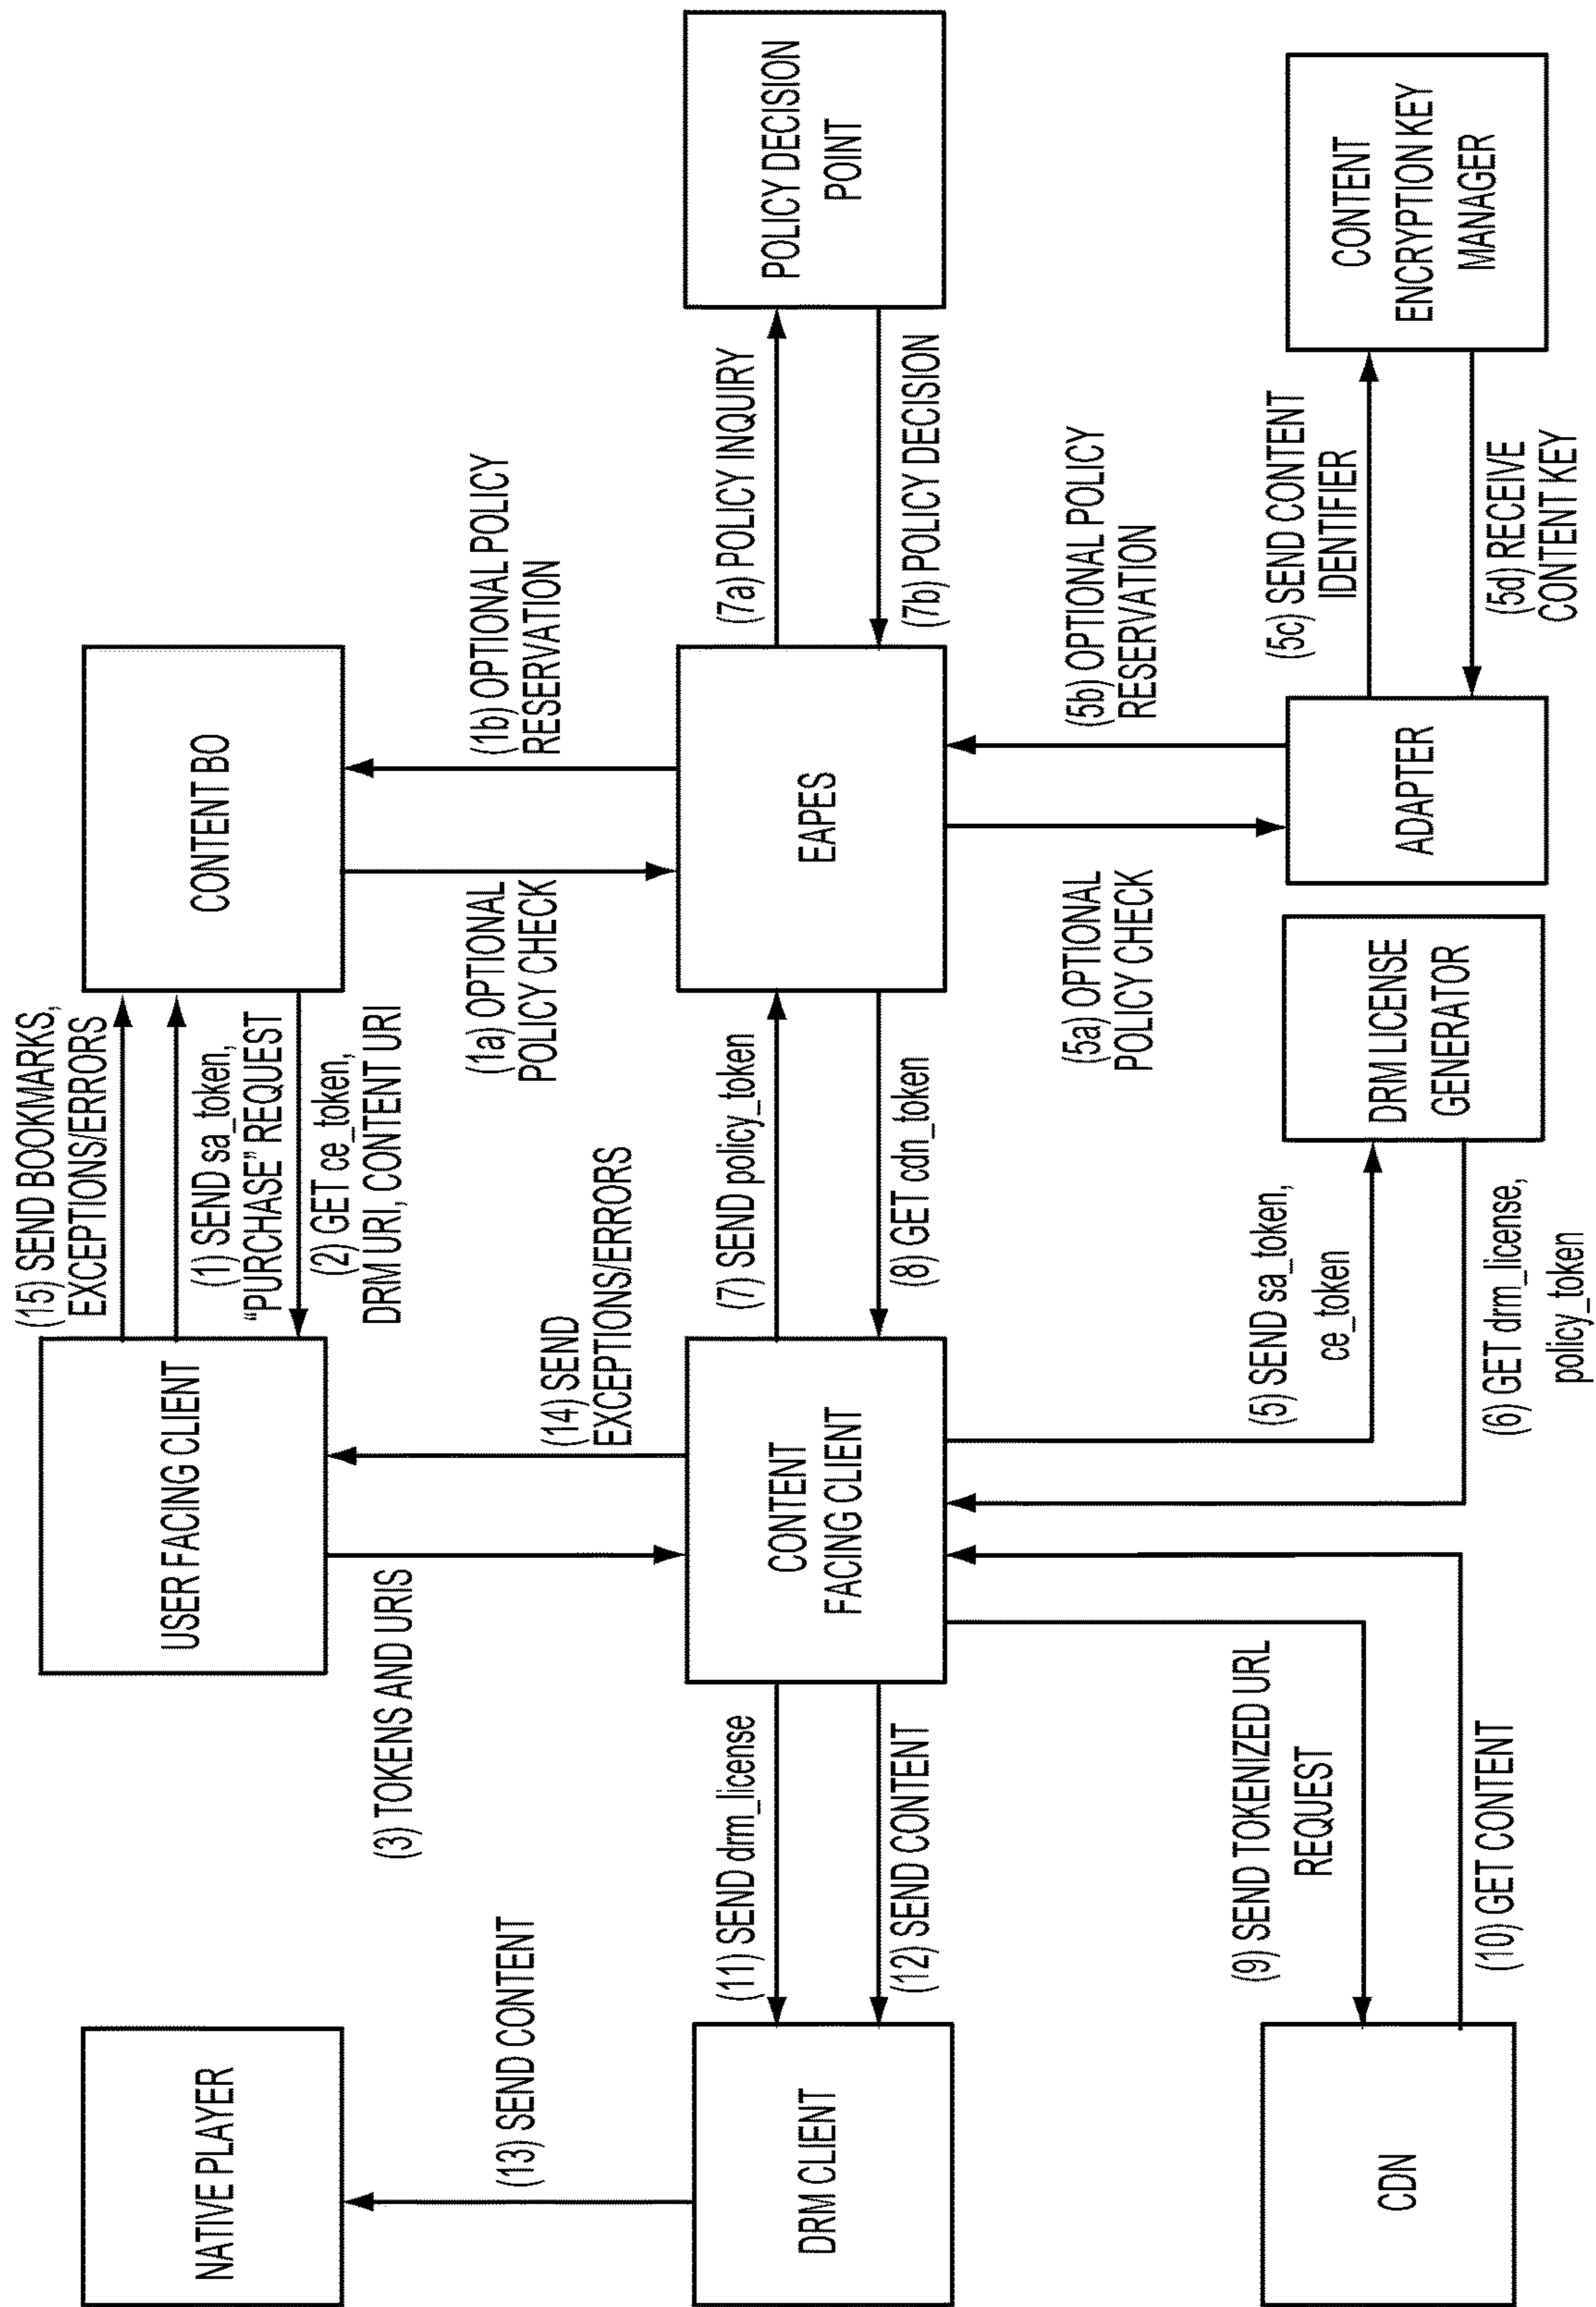 NATIVE PLAYER
USER FACING CLIENT
CONTENT BO
(15) SEND BOOKMARKS,
EXCEPTIONS/ERRORS
(1) SEND sa_token,
"PURCHASE" REQUEST
(2) GET ce_token,
DRM URI, CONTENT URI
(13) SEND CONTENT
(3) TOKENS AND URIS
(14) SEND
EXCEPTIONS/ERRORS
(1a) OPTIONAL
POLICY CHECK
(1b) OPTIONAL POLICY
RESERVATION
DRM CLIENT
(11) SEND drm_license
(12) SEND CONTENT
CONTENT
FACING CLIENT
(7) SEND policy_token
(8) GET cdn_token
EAPES
(7a) POLICY INQUIRY
(7b) POLICY DECISION
POLICY DECISION
POINT
(9) SEND TOKENIZED URL
REQUEST
(10) GET CONTENT
CDN
(5) SEND sa_token,
ce_token
(6) GET drm_license,
policy_token
DRM LICENSE
GENERATOR
(5a) OPTIONAL
POLICY CHECK
(5b) OPTIONAL POLICY
RESERVATION
ADAPTER
(5c) SEND CONTENT
IDENTIFIER
(5d) RECEIVE
CONTENT KEY
CONTENT
ENCRYPTION KEY
MANAGER